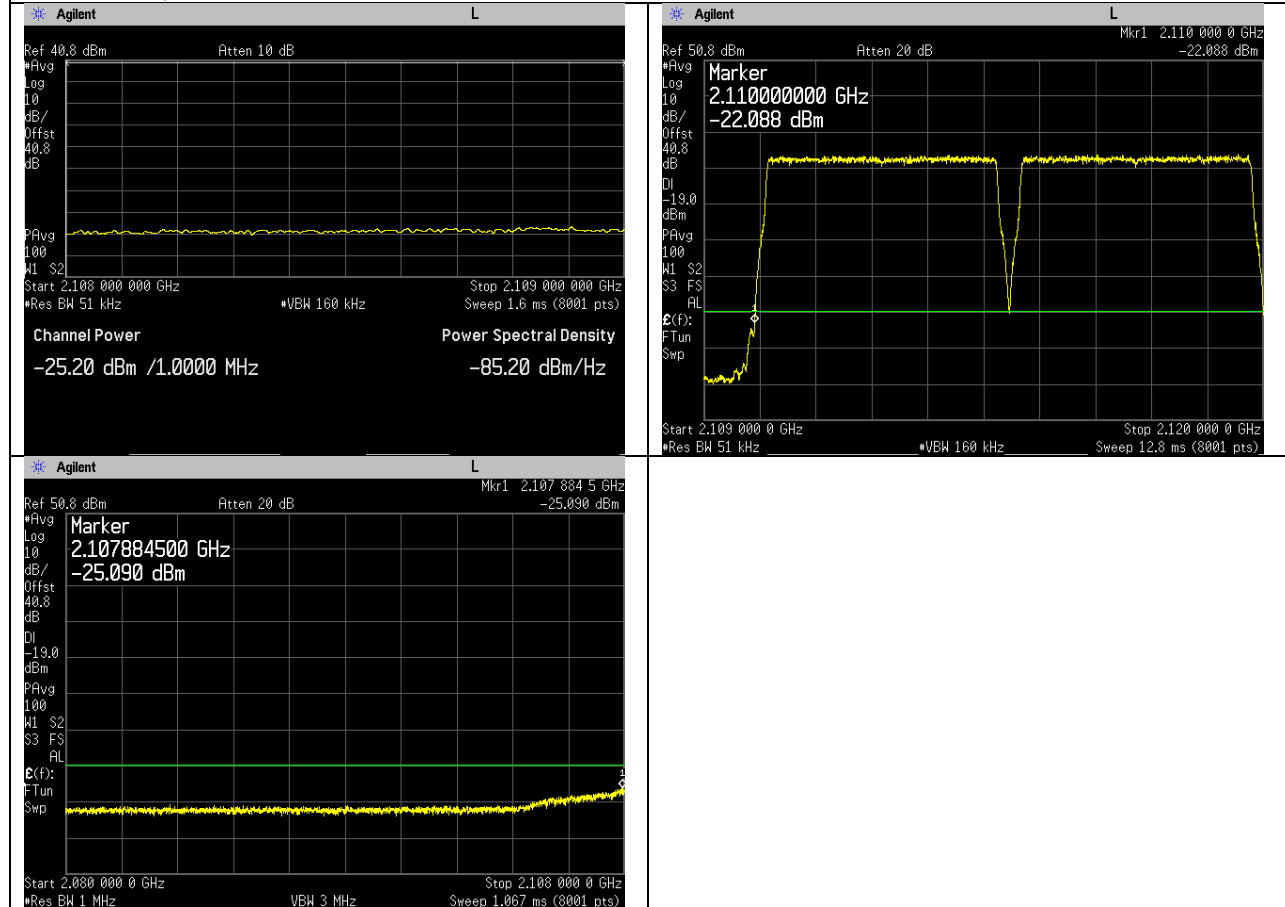 Agilent L
Ref 40.8 dBm Atten 10 dB
#Avg
Log
10
dB/
Offst
40.8
dB
PAvg
100
W1 S2
Start 2.108 000 000 GHz Stop 2.109 000 000 GHz
#Res BW 51 kHz #VBW 160 kHz Sweep 1.6 ms (8001 pts)
Channel Power Power Spectral Density
-25.20 dBm /1.0000 MHz -85.20 dBm/Hz
Agilent L
Mkr1 2.110 000 0 GHz
Ref 50.8 dBm Atten 20 dB -22.088 dBm
#Avg
Log
10
dB/
Offst
40.8
dB
DI
-19.0
dBm
PAvg
100
W1 S2
S3 FS
AL
£(f):
FTun
Swp
Marker
2.110000000 GHz
-22.088 dBm
1
Start 2.109 000 0 GHz Stop 2.120 000 0 GHz
#Res BW 51 kHz #VBW 160 kHz Sweep 12.8 ms (8001 pts)
Agilent L
Mkr1 2.107 884 5 GHz
Ref 50.8 dBm Atten 20 dB -25.090 dBm
#Avg
Log
10
dB/
Offst
40.8
dB
DI
-19.0
dBm
PAvg
100
W1 S2
S3 FS
AL
£(f):
FTun
Swp
Marker
2.107884500 GHz
-25.090 dBm
1
Start 2.080 000 0 GHz Stop 2.108 000 0 GHz
#Res BW 1 MHz VBW 3 MHz Sweep 1.067 ms (8001 pts)